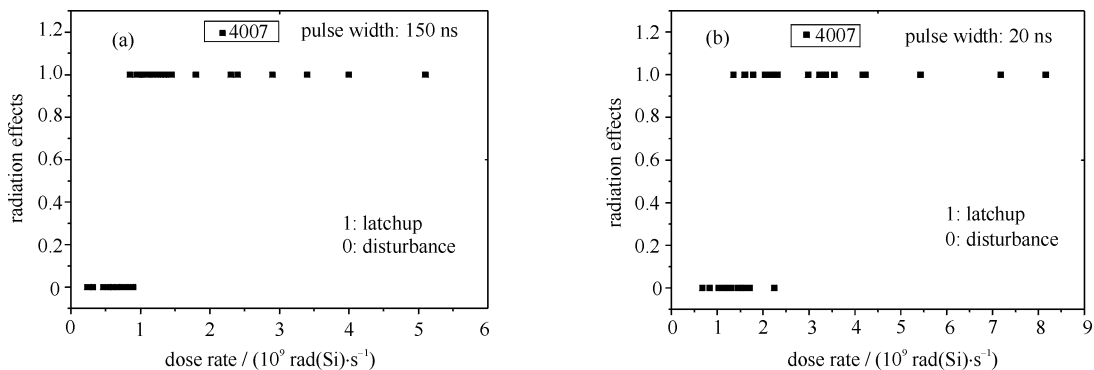 (a)
4007
pulse width: 150 ns
1.2
1.0
0.8
0.6
0.4
0.2
0
radiation effects
1: latchup
0: disturbance
0 1 2 3 4 5 6
dose rate / (10⁹ rad(Si)·s⁻¹)
(b)
4007
pulse width: 20 ns
1.2
1.0
0.8
0.6
0.4
0.2
0
radiation effects
1: latchup
0: disturbance
0 1 2 3 4 5 6 7 8 9
dose rate / (10⁹ rad(Si)·s⁻¹)